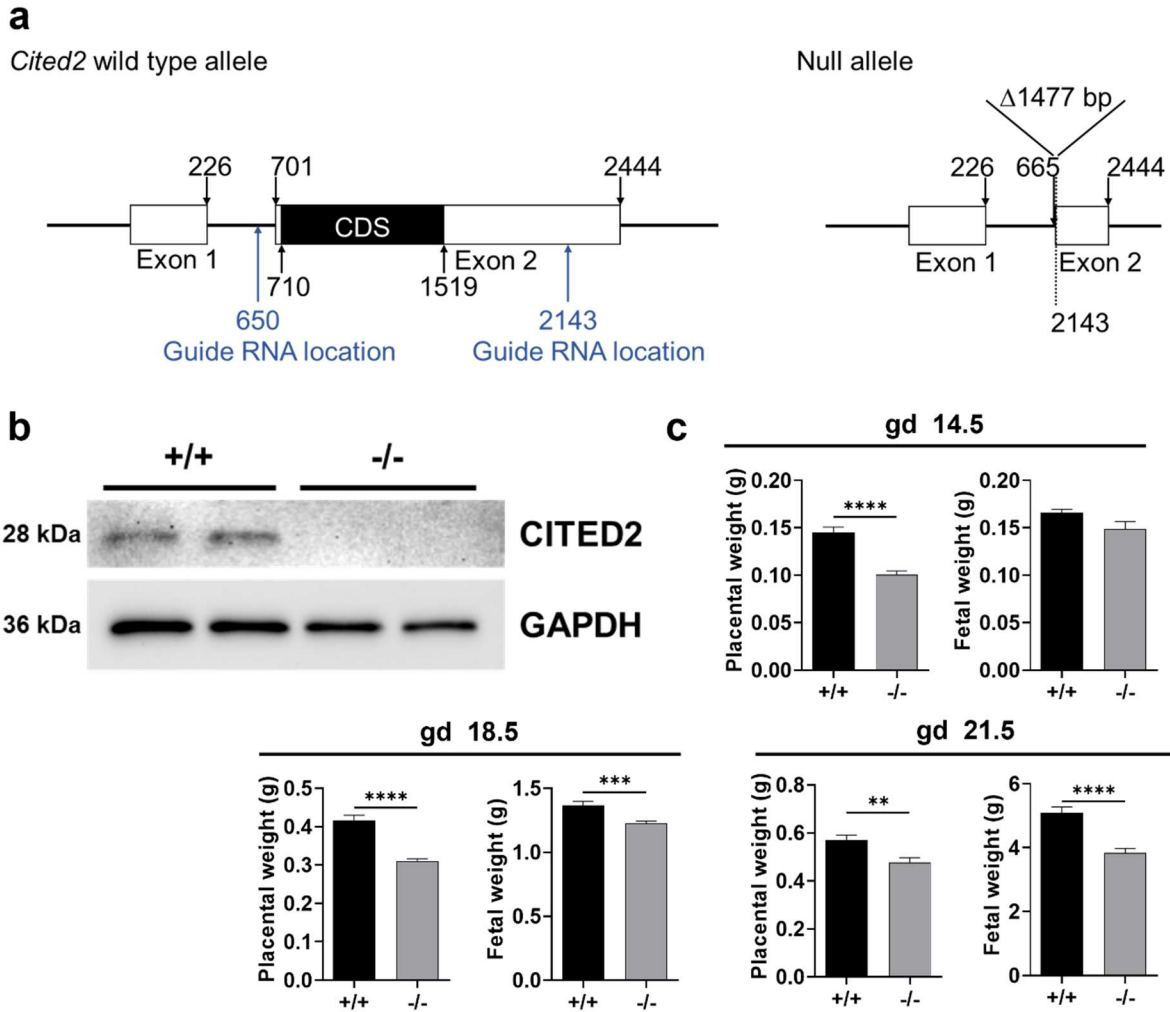 a
Cited2 wild type allele
Null allele
Δ1477 bp
226
701
2444
226
665
2444
CDS
Exon 1
Exon 2
Exon 1
Exon 2
710
1519
650
2143
2143
Guide RNA location
Guide RNA location
b
+/+
-/-
28 kDa
CITED2
36 kDa
GAPDH
c
gd 14.5
Placental weight (g)
0.20
0.15
0.10
0.05
0.00
****
+/+
-/-
Fetal weight (g)
0.20
0.15
0.10
0.05
0.00
+/+
-/-
gd 18.5
Placental weight (g)
0.5
0.4
0.3
0.2
0.1
0.0
****
+/+
-/-
Fetal weight (g)
1.5
1.0
0.5
0.0
***
+/+
-/-
gd 21.5
Placental weight (g)
0.8
0.6
0.4
0.2
0.0
**
+/+
-/-
Fetal weight (g)
6
4
2
0
****
+/+
-/-